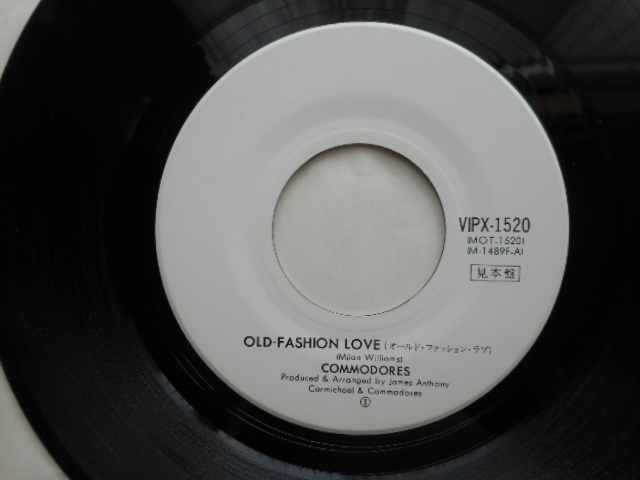 VIPX-1520
(MOT-1520)
(M-1489F-A)
見本盤
OLD-FASHION LOVE (オールド・ファッション・ラブ)
(Milan Williams)
COMMODORES
Produced & Arranged by James Anthony
Carmichael & Commodores
①